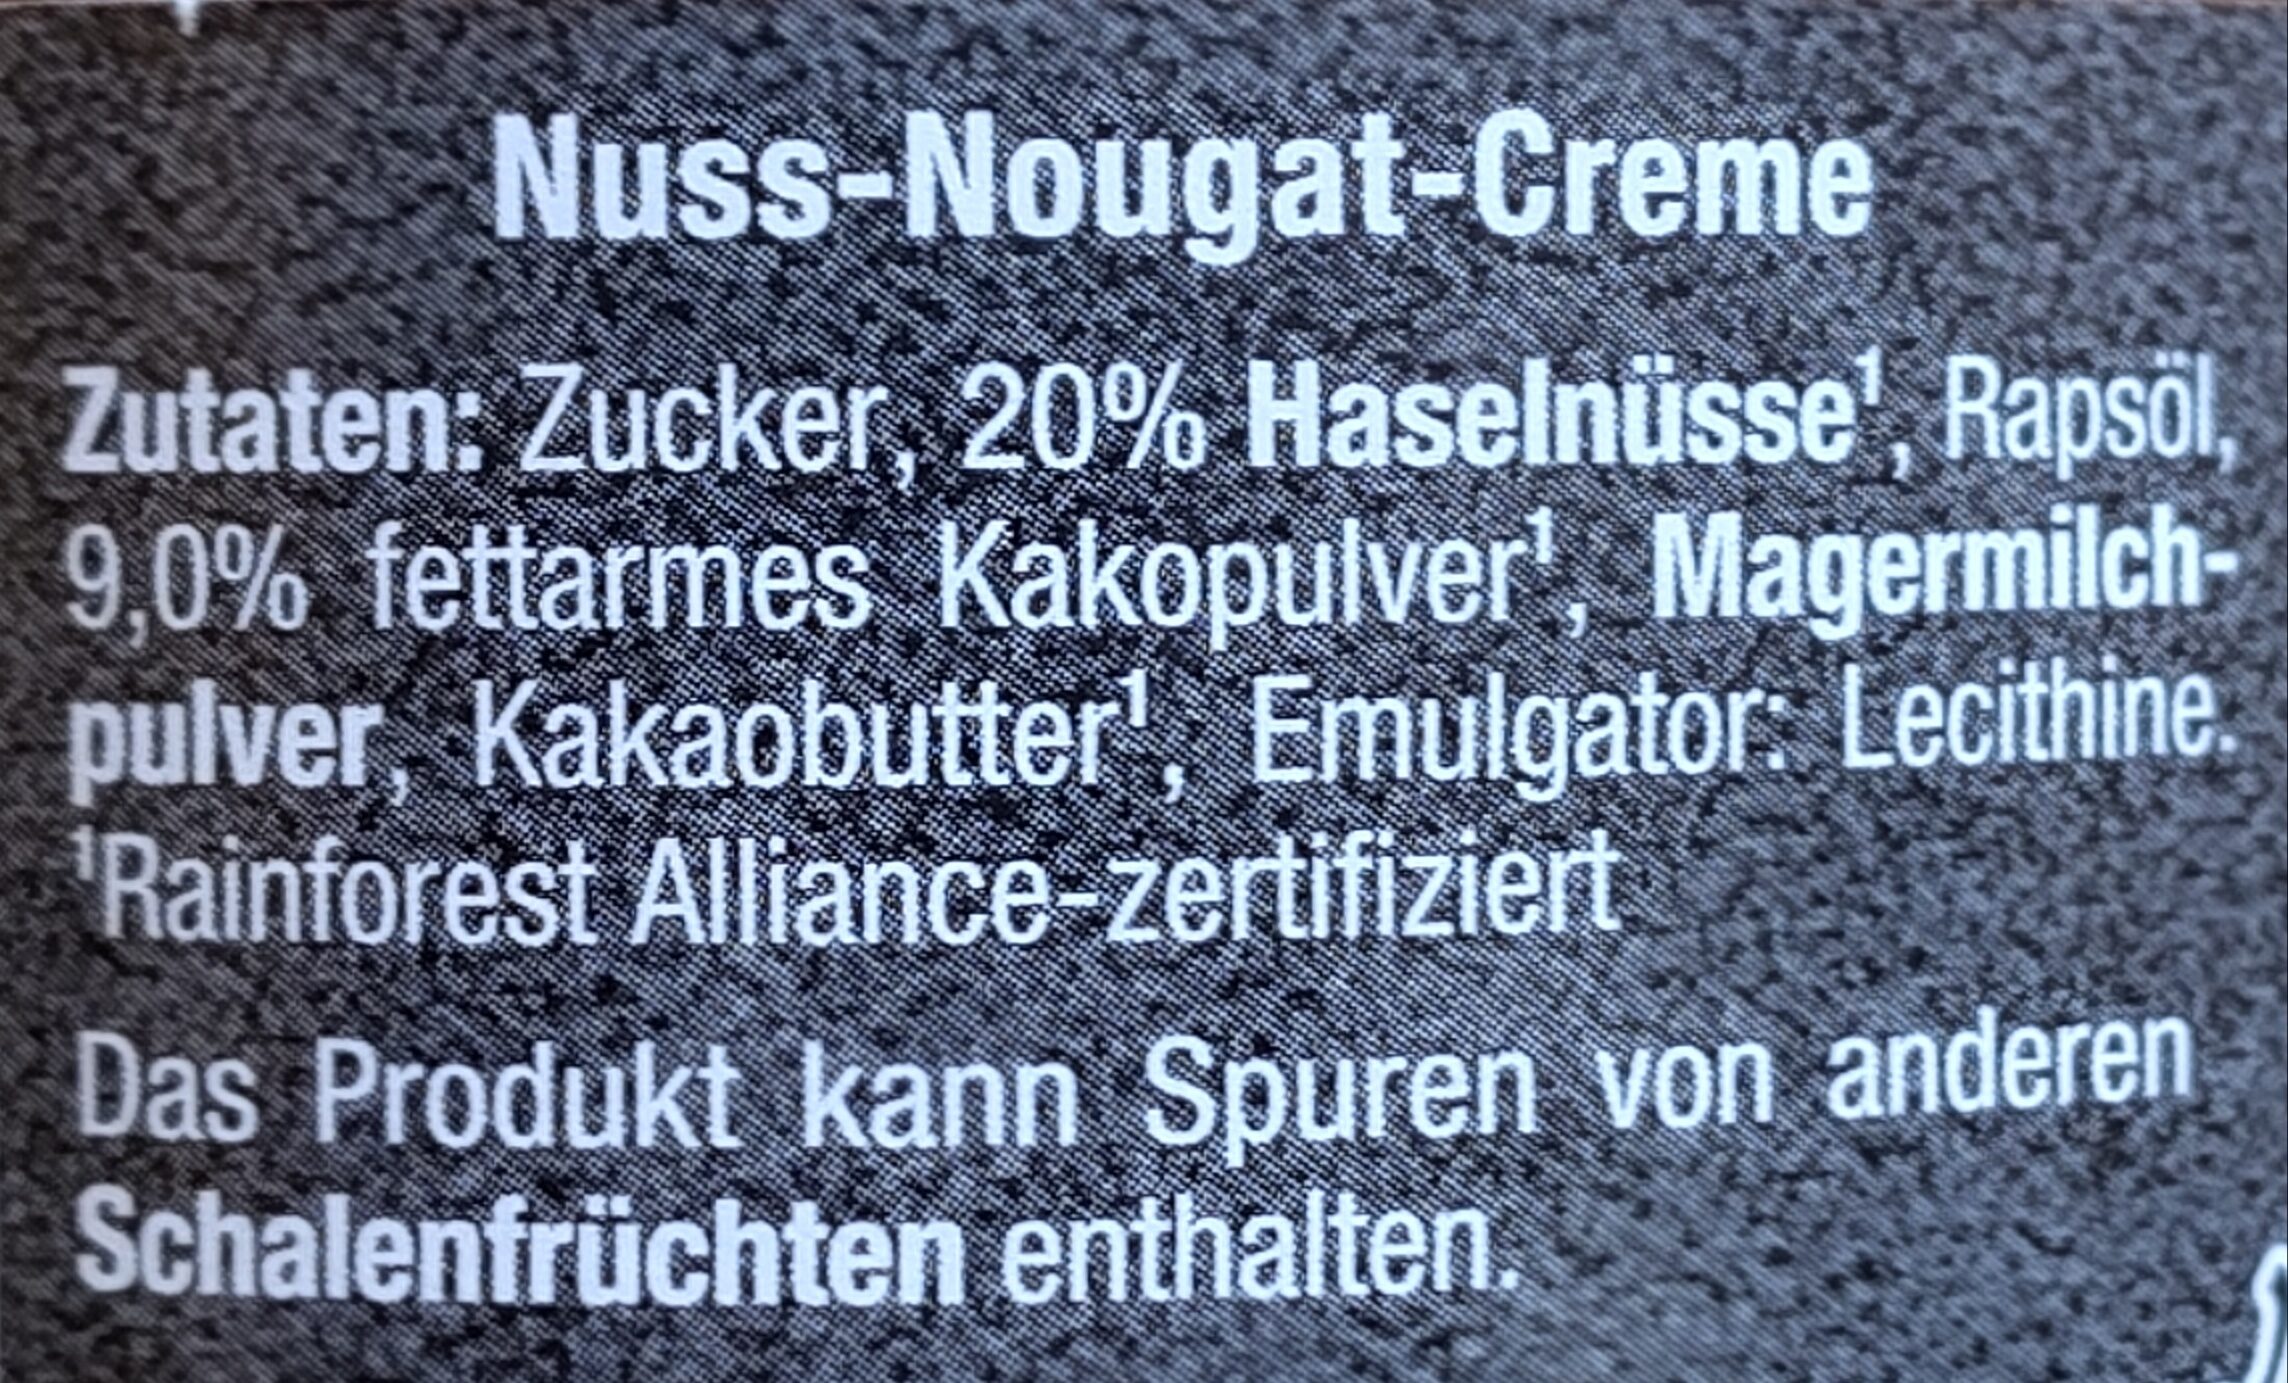 Nuss-Nougat-Creme
Zutaten: Zucker, 20% Haselnüsse¹, Rapsöl,
9,0% fettarmes Kakopulver¹, Magermilch-
pulver, Kakaobutter¹, Emulgator: Lecithine.
¹Rainforest Alliance-zertifiziert
Das Produkt kann Spuren von anderen
Schalenfrüchten enthalten.